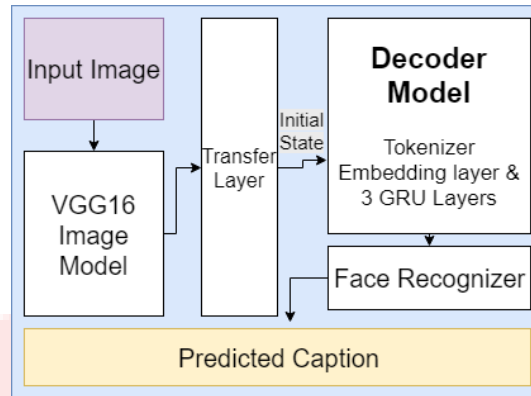 Input Image
VGG16
Image
Model
Transfer
Layer
Initial
State
Decoder
Model
Tokenizer
Embedding layer &
3 GRU Layers
Face Recognizer
Predicted Caption